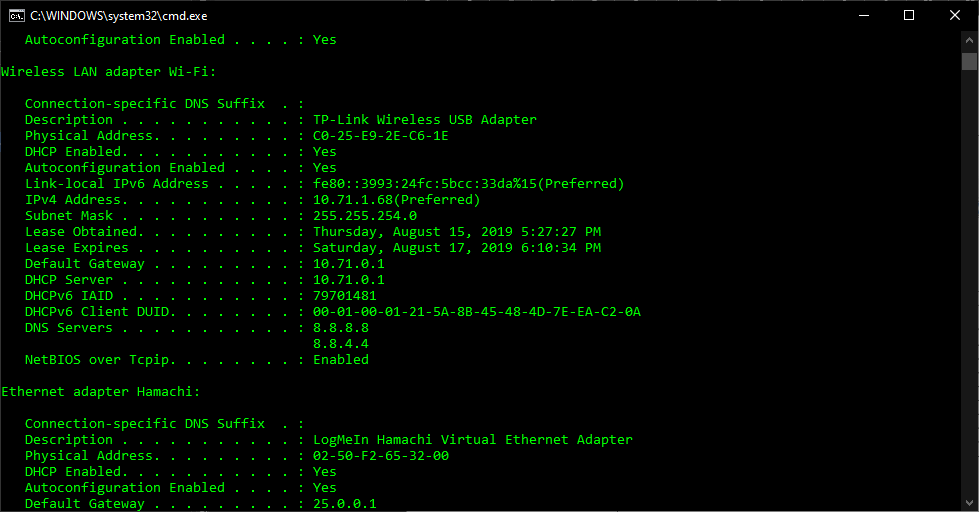 C:\WINDOWS\system32\cmd.exe
Autoconfiguration Enabled . . . . : Yes
Wireless LAN adapter Wi-Fi:
Connection-specific DNS Suffix  . :
Description . . . . . . . . . . . : TP-Link Wireless USB Adapter
Physical Address. . . . . . . . . : C0-25-E9-2E-C6-1E
DHCP Enabled. . . . . . . . . . . : Yes
Autoconfiguration Enabled . . . . : Yes
Link-local IPv6 Address . . . . . : fe80::3993:24fc:5bcc:33da%15(Preferred)
IPv4 Address. . . . . . . . . . . : 10.71.1.68(Preferred)
Subnet Mask . . . . . . . . . . . : 255.255.254.0
Lease Obtained. . . . . . . . . . : Thursday, August 15, 2019 5:27:27 PM
Lease Expires . . . . . . . . . . : Saturday, August 17, 2019 6:10:34 PM
Default Gateway . . . . . . . . . : 10.71.0.1
DHCP Server . . . . . . . . . . . : 10.71.0.1
DHCPv6 IAID . . . . . . . . . . . : 79701481
DHCPv6 Client DUID. . . . . . . . : 00-01-00-01-21-5A-8B-45-48-4D-7E-EA-C2-0A
DNS Servers . . . . . . . . . . . : 8.8.8.8
8.8.4.4
NetBIOS over Tcpip. . . . . . . . : Enabled
Ethernet adapter Hamachi:
Connection-specific DNS Suffix  . :
Description . . . . . . . . . . . : LogMeIn Hamachi Virtual Ethernet Adapter
Physical Address. . . . . . . . . : 02-50-F2-65-32-00
DHCP Enabled. . . . . . . . . . . : Yes
Autoconfiguration Enabled . . . . : Yes
Default Gateway . . . . . . . . . : 25.0.0.1